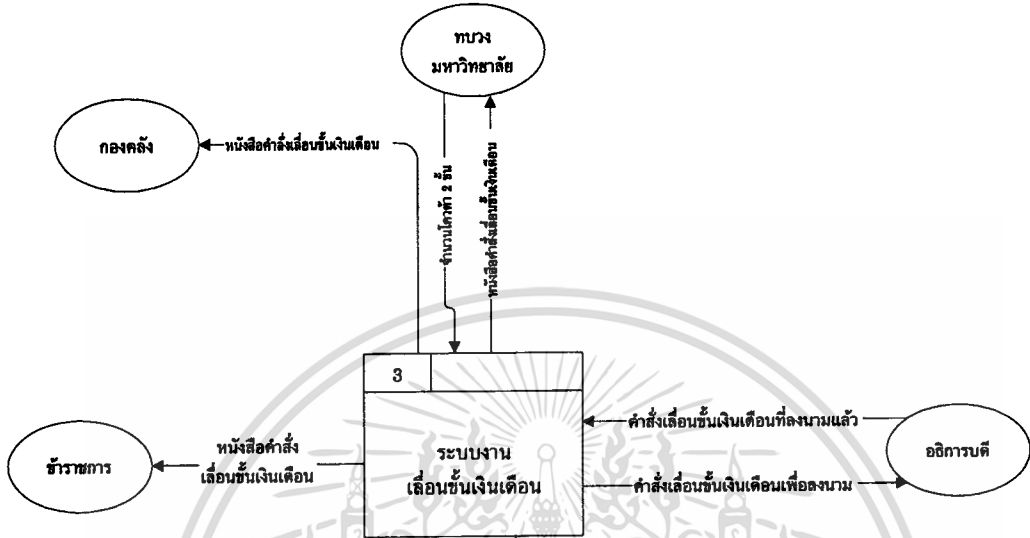 ทบวง
มหาวิทยาลัย
กองคลัง
หนังสือคำสั่งเลื่อนขั้นเงินเดือน
จำนวนโควต้า 2 ขั้น
หนังสือคำสั่งเลื่อนขั้นเงินเดือน
3
ระบบงาน
เลื่อนขั้นเงินเดือน
ข้าราชการ
หนังสือคำสั่ง
เลื่อนขั้นเงินเดือน
คำสั่งเลื่อนขั้นเงินเดือนที่ลงนามแล้ว
อธิการบดี
คำสั่งเลื่อนขั้นเงินเดือนเพื่อลงนาม